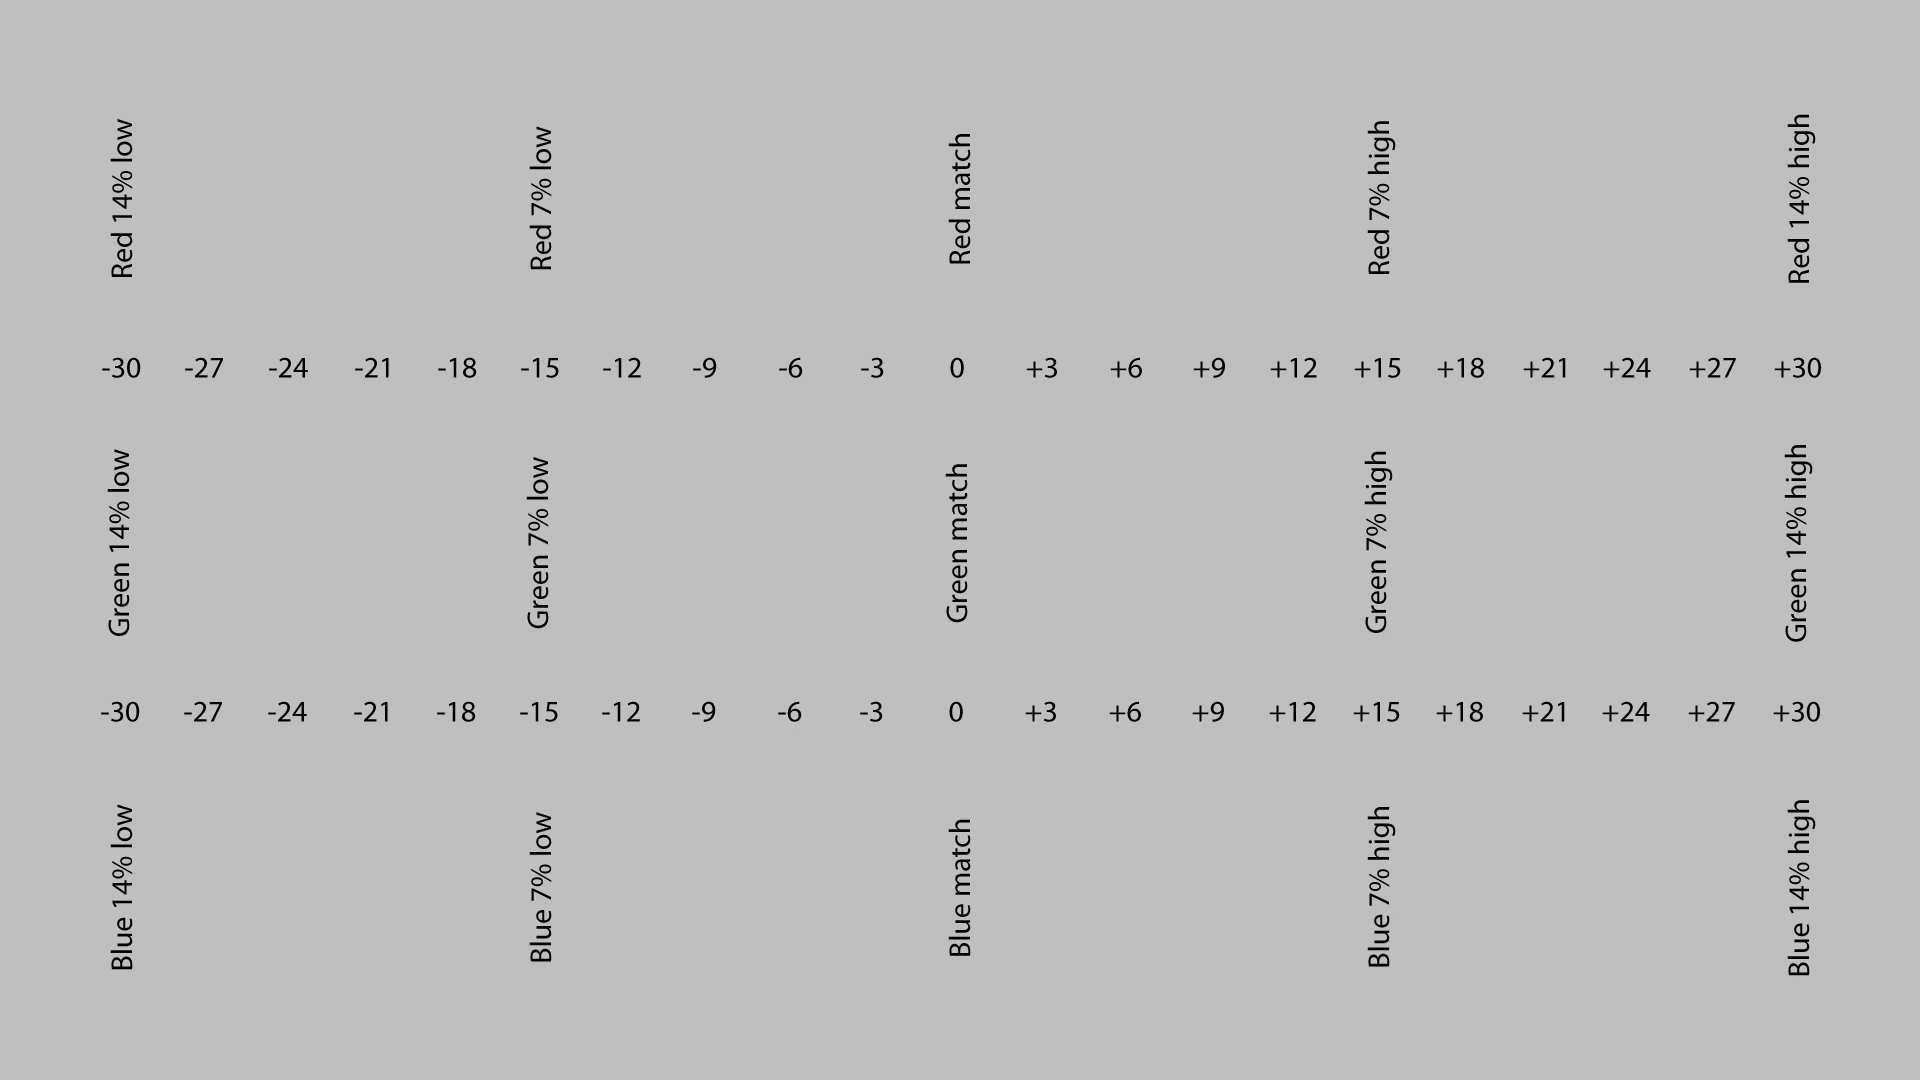 Red 14% low
Red 7% low
Red match
Red 7% high
Red 14% high
-30 -27 -24 -21 -18 -15 -12 -9 -6 -3 0 +3 +6 +9 +12 +15 +18 +21 +24 +27 +30
Green 14% low
Green 7% low
Green match
Green 7% high
Green 14% high
-30 -27 -24 -21 -18 -15 -12 -9 -6 -3 0 +3 +6 +9 +12 +15 +18 +21 +24 +27 +30
Blue 14% low
Blue 7% low
Blue match
Blue 7% high
Blue 14% high